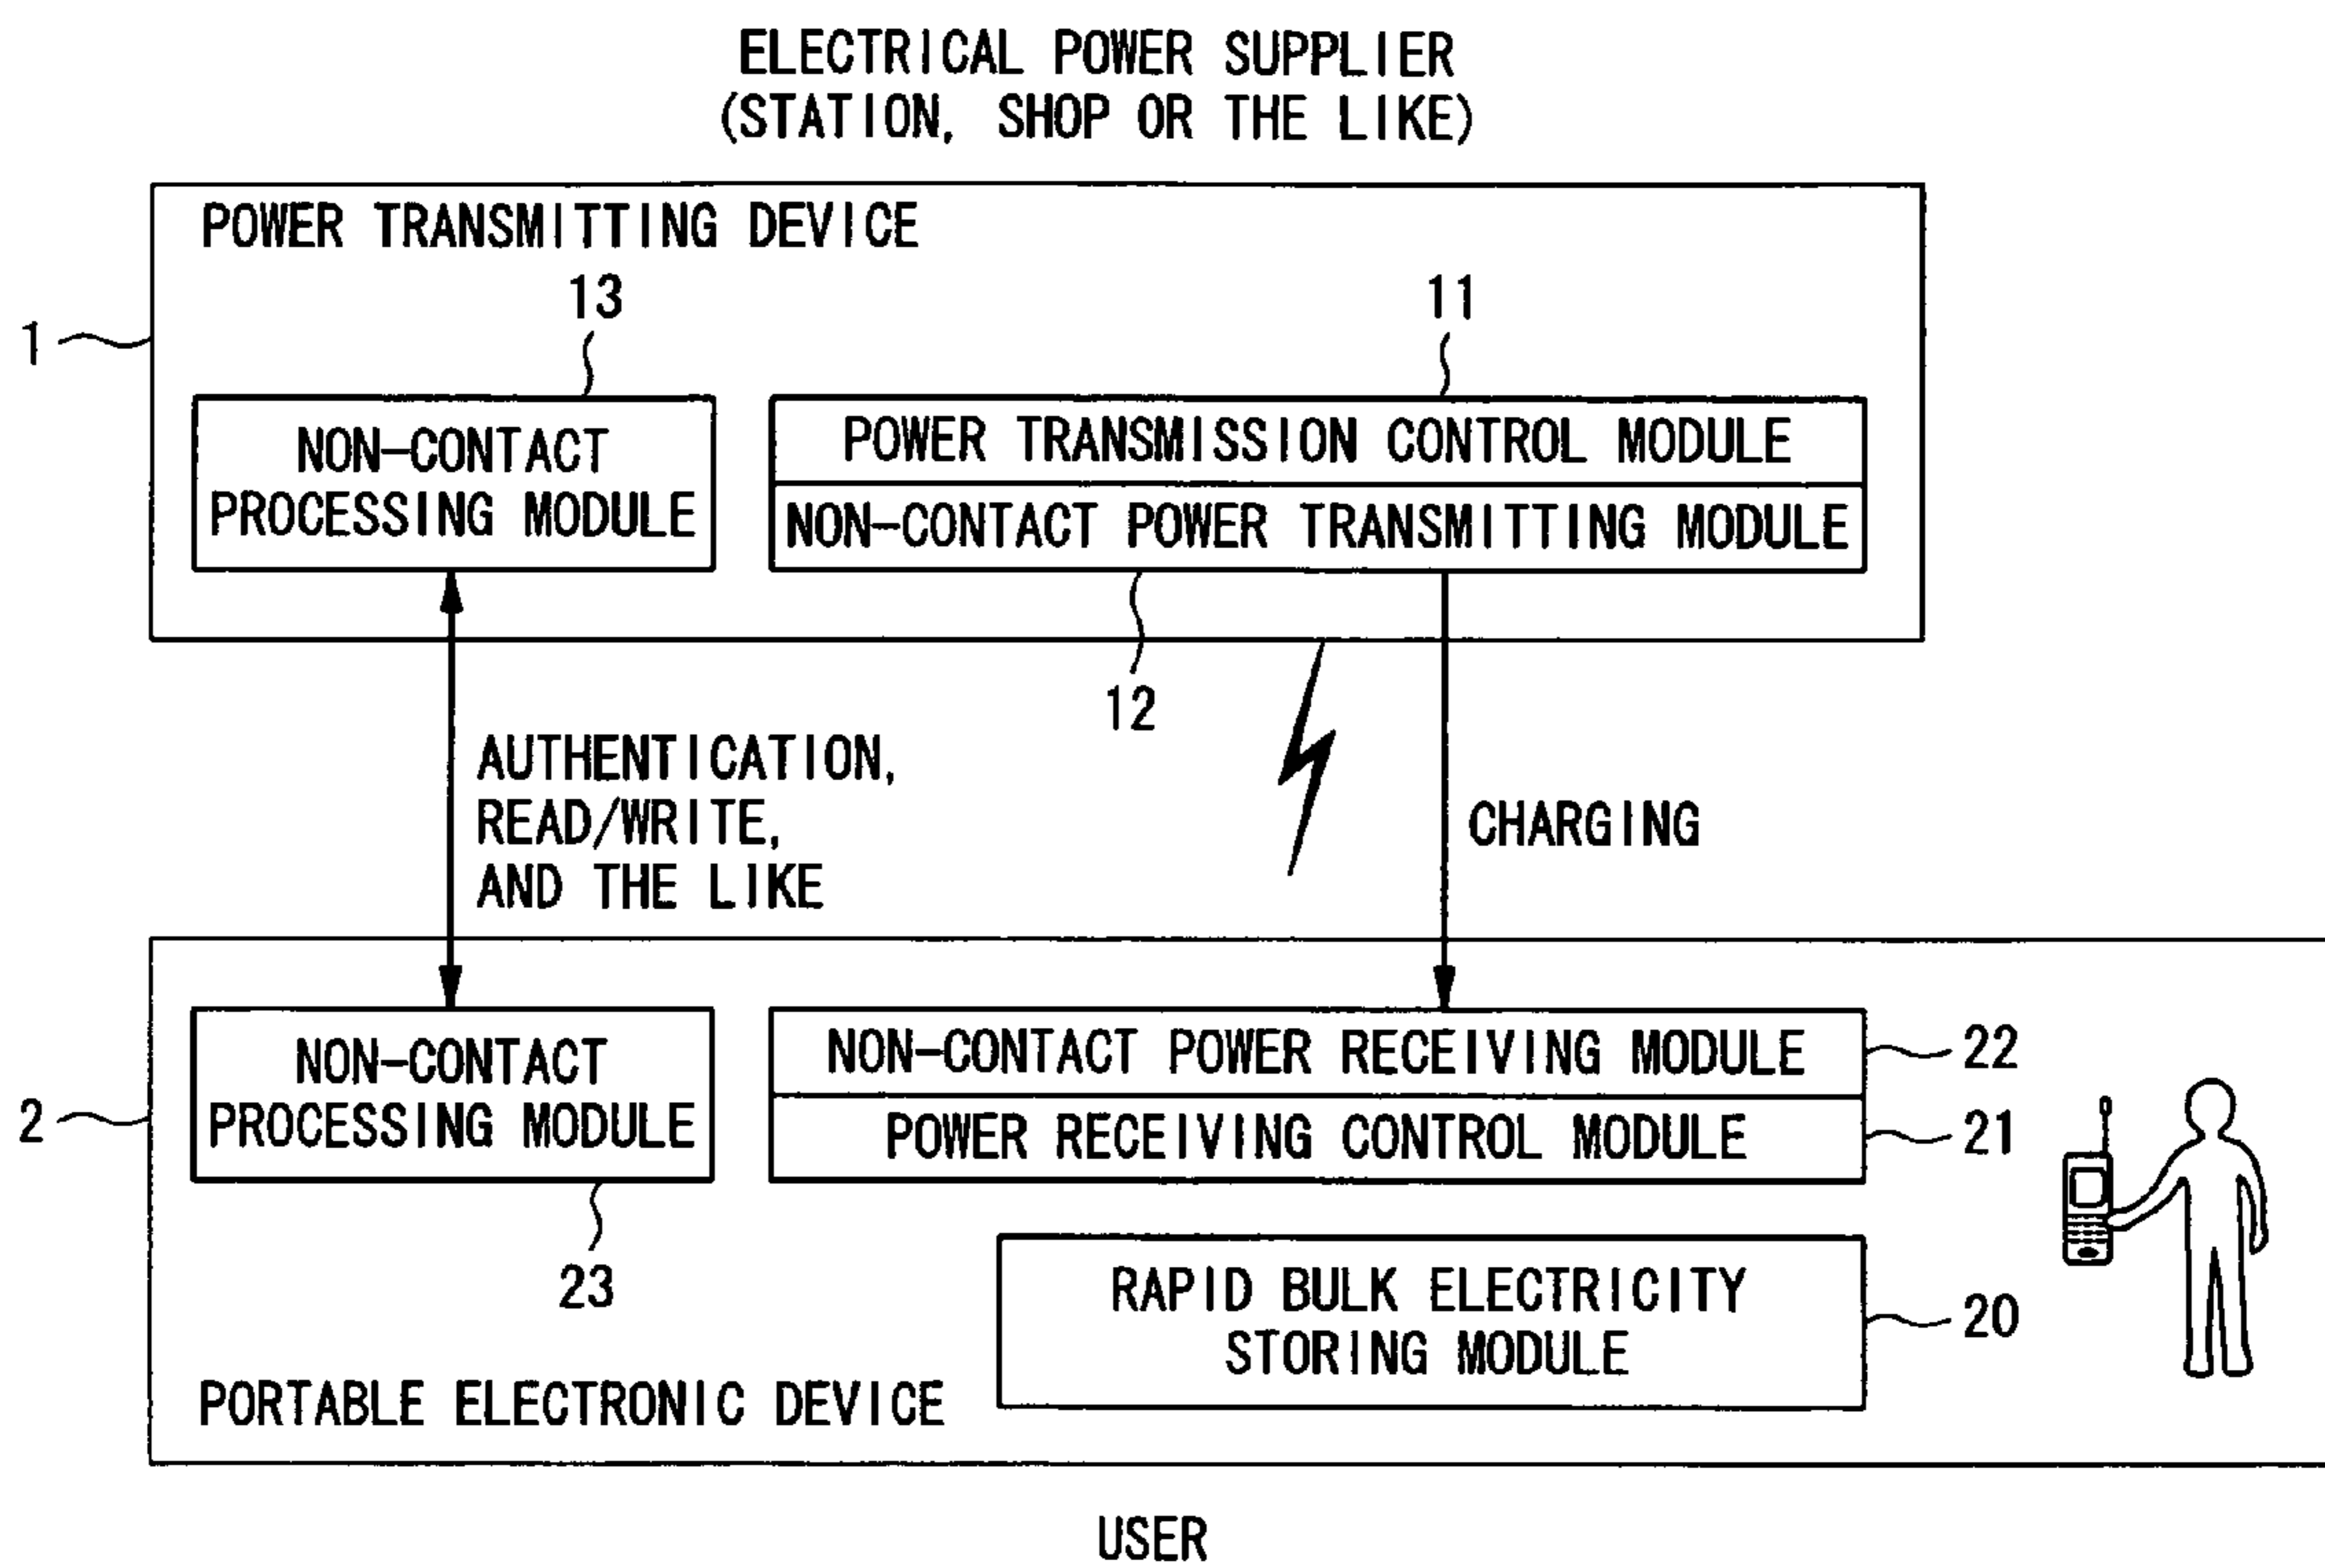 ELECTRICAL POWER SUPPLIER
(STATION, SHOP OR THE LIKE)
POWER TRANSMITTING DEVICE
13
11
1
NON-CONTACT
PROCESSING MODULE
POWER TRANSMISSION CONTROL MODULE
NON-CONTACT POWER TRANSMITTING MODULE
12
AUTHENTICATION,
READ/WRITE,
AND THE LIKE
CHARGING
NON-CONTACT
PROCESSING MODULE
NON-CONTACT POWER RECEIVING MODULE
22
2
POWER RECEIVING CONTROL MODULE
21
23
RAPID BULK ELECTRICITY
STORING MODULE
20
PORTABLE ELECTRONIC DEVICE
USER